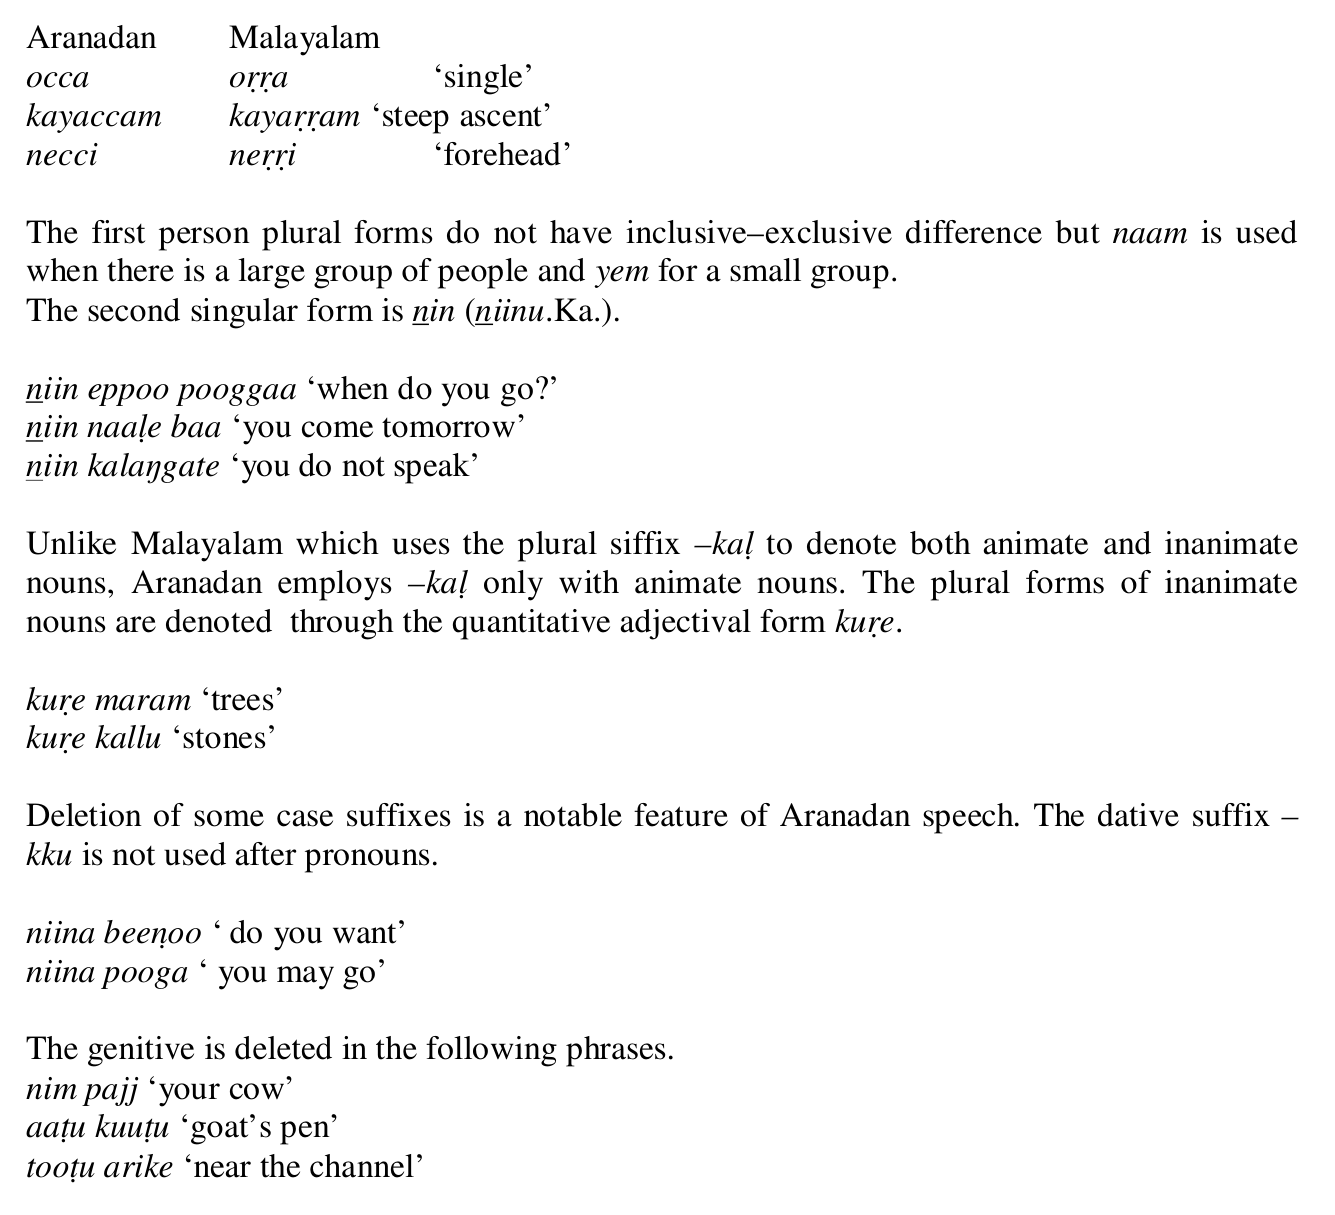 Aranadan Malayalam
occa oṛṛa ‘single’
kayaccam kayaṛṛam ‘steep ascent’
necci neṛṛi ‘forehead’
The first person plural forms do not have inclusive–exclusive difference but naam is used
when there is a large group of people and yem for a small group.
The second singular form is n̲in (n̲iinu.Ka.).
n̲iin eppoo pooggaa ‘when do you go?’
n̲iin naaḷe baa ‘you come tomorrow’
n̲iin kalaŋgate ‘you do not speak’
Unlike Malayalam which uses the plural siffix –kaḷ to denote both animate and inanimate
nouns, Aranadan employs –kaḷ only with animate nouns. The plural forms of inanimate
nouns are denoted through the quantitative adjectival form kuṛe.
kuṛe maram ‘trees’
kuṛe kallu ‘stones’
Deletion of some case suffixes is a notable feature of Aranadan speech. The dative suffix –
kku is not used after pronouns.
niina beeṇoo ‘ do you want’
niina pooga ‘ you may go’
The genitive is deleted in the following phrases.
nim pajj ‘your cow’
aaṭu kuuṭu ‘goat’s pen’
tooṭu arike ‘near the channel’